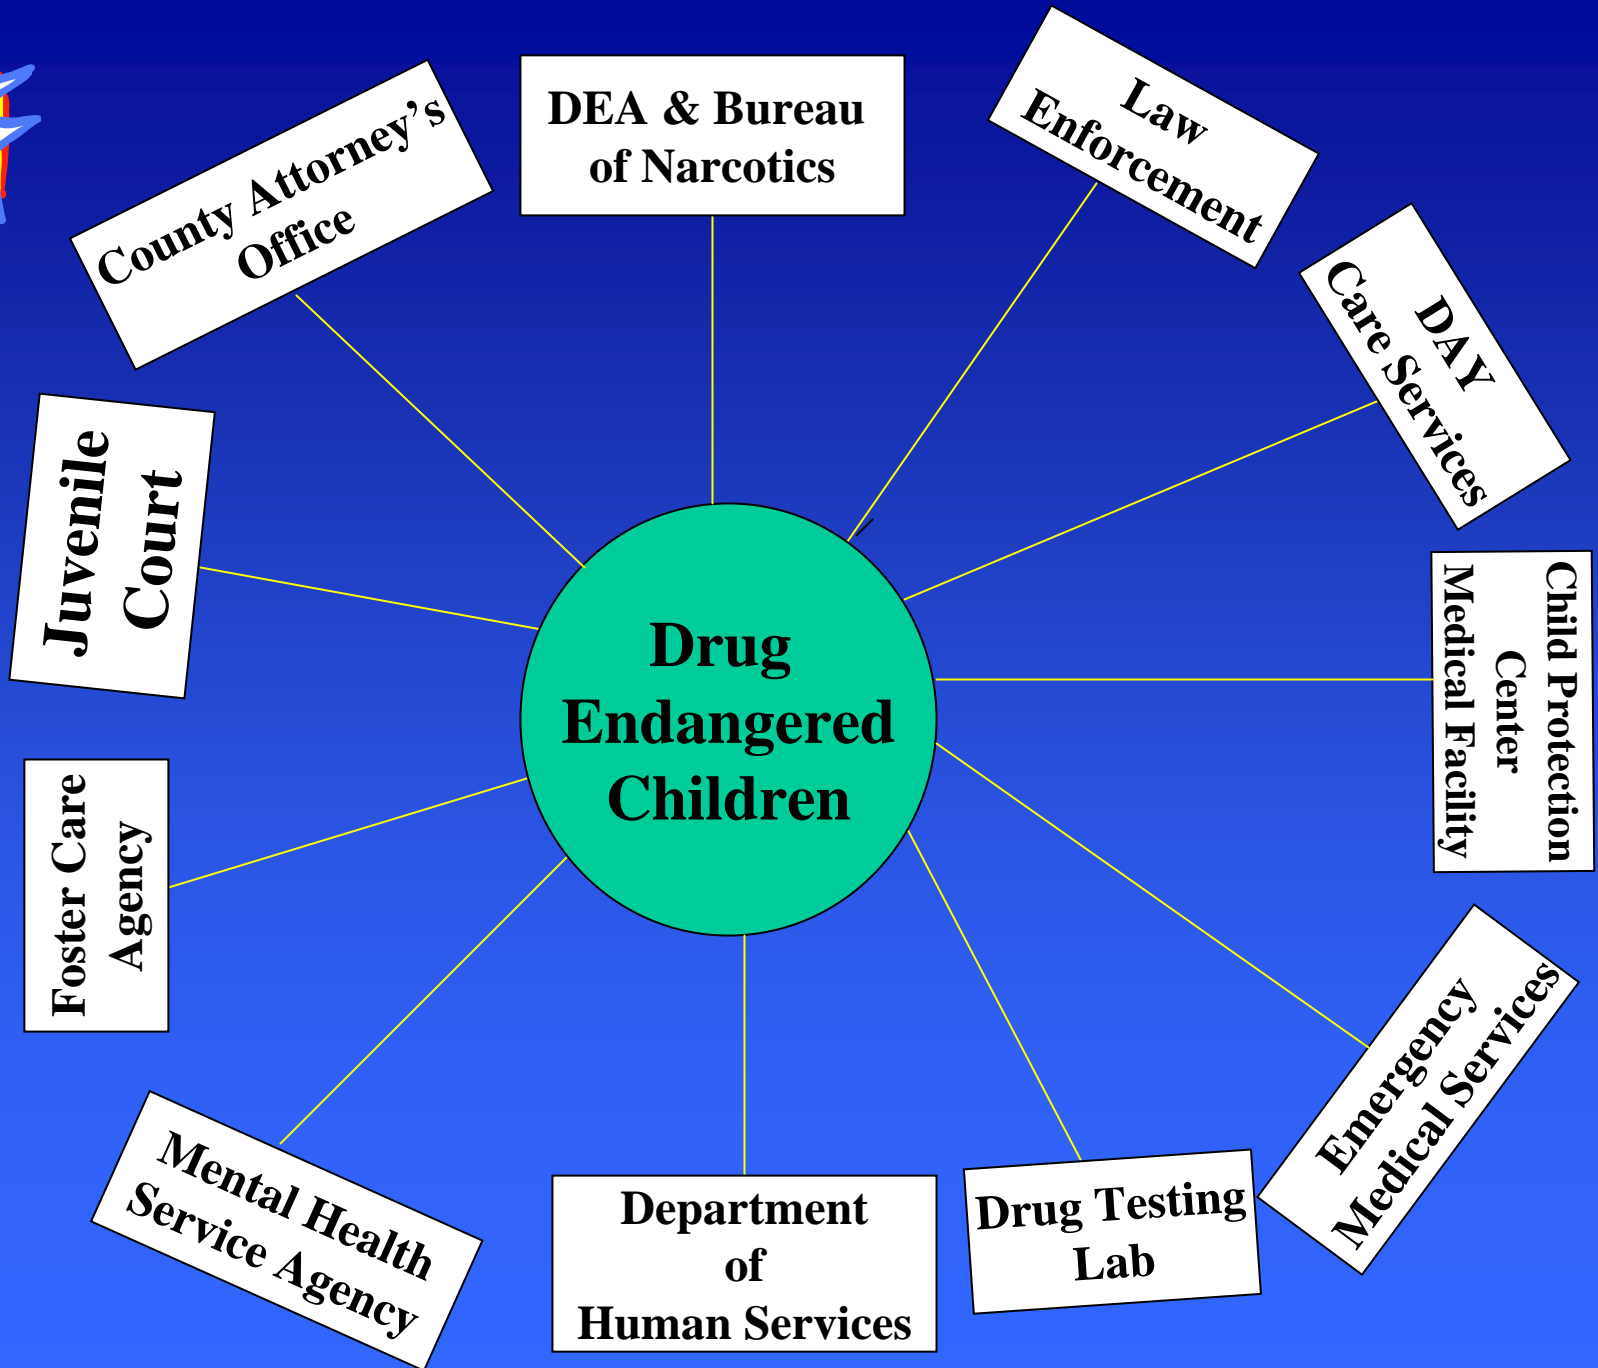 County Attorney’s
Office
DEA & Bureau
of Narcotics
Law
Enforcement
DAY
Care Services
Child Protection
Center
Medical Facility
Emergency
Medical Services
Drug Testing
Lab
Department
of
Human Services
Mental Health
Service Agency
Foster Care
Agency
Juvenile
Court
Drug
Endangered
Children